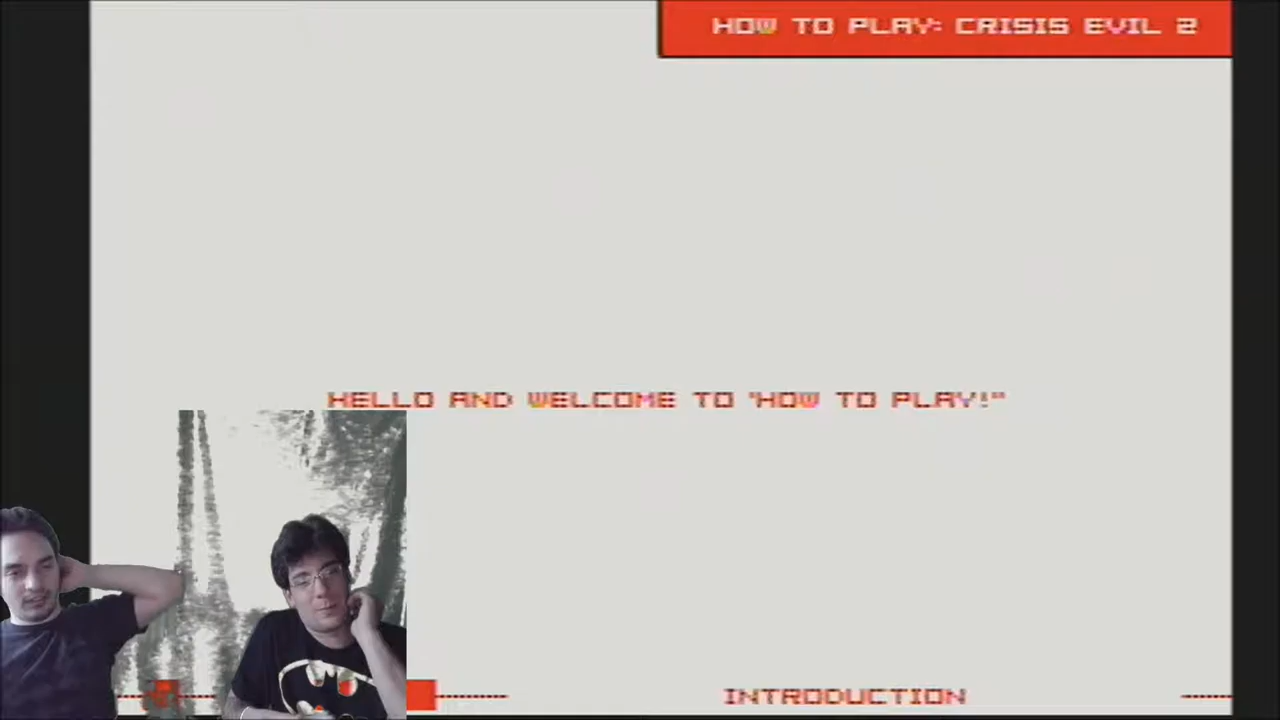 HOW TO PLAY: CRISIS EVIL 2
HELLO AND WELCOME TO "HOW TO PLAY!"
INTRODUCTION